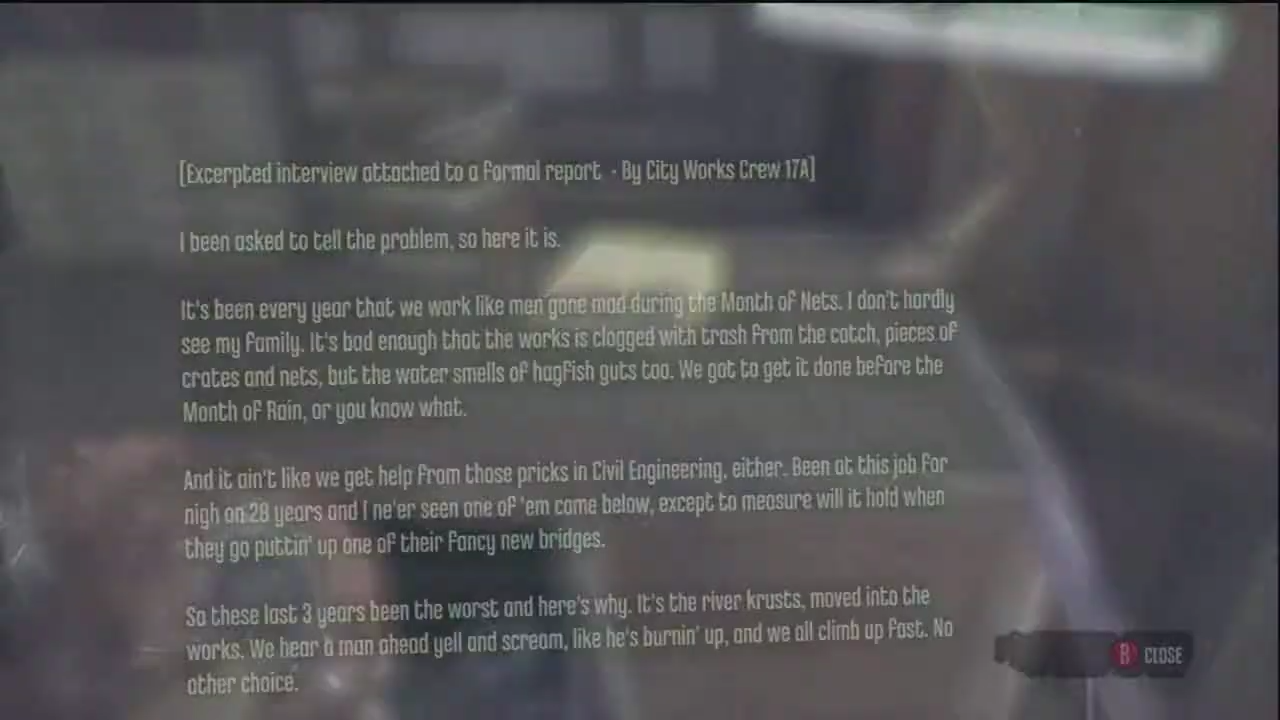 [Excerpted interview attached to a formal report - By City Works Crew 17A]
I been asked to tell the problem, so here it is.
It's been every year that we work like men gone mad during the Month of Nets. I don't hardly
see my family. It's bad enough that the works is clogged with trash from the catch, pieces of
crates and nets, but the water smells of hagfish guts too. We got to get it done before the
Month of Rain, or you know what.
And it ain't like we get help from those pricks in Civil Engineering, either. Been at this job for
nigh on 28 years and I ne'er seen one of 'em come below, except to measure will it hold when
they go puttin' up one of their fancy new bridges.
So these last 3 years been the worst and here's why. It's the river krusts, moved into the
works. We hear a man ahead yell and scream, like he's burnin' up, and we all climb up fast. No
other choice.
B CLOSE